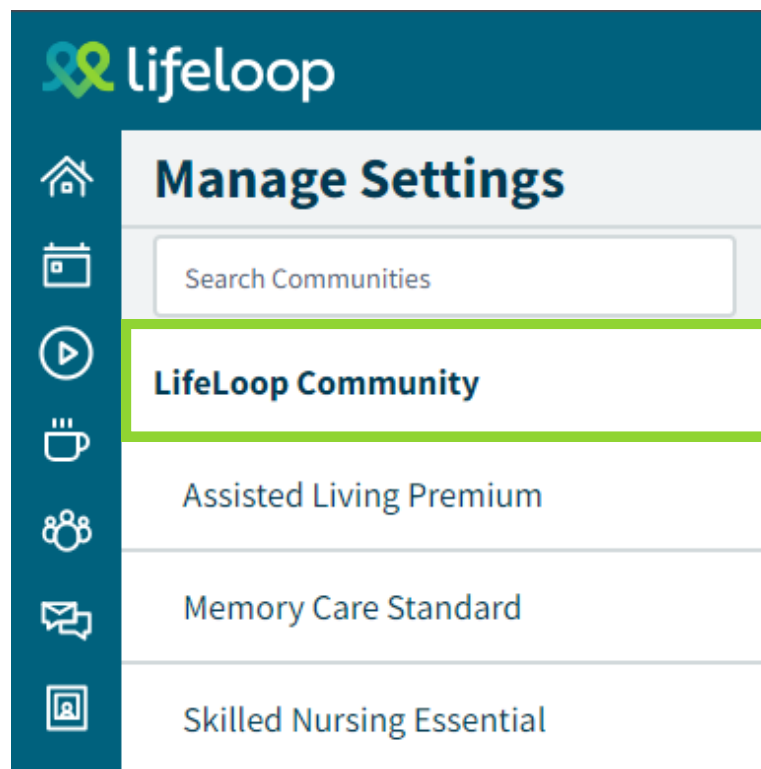 lifeloop
Manage Settings
Search Communities
LifeLoop Community
Assisted Living Premium
Memory Care Standard
Skilled Nursing Essential